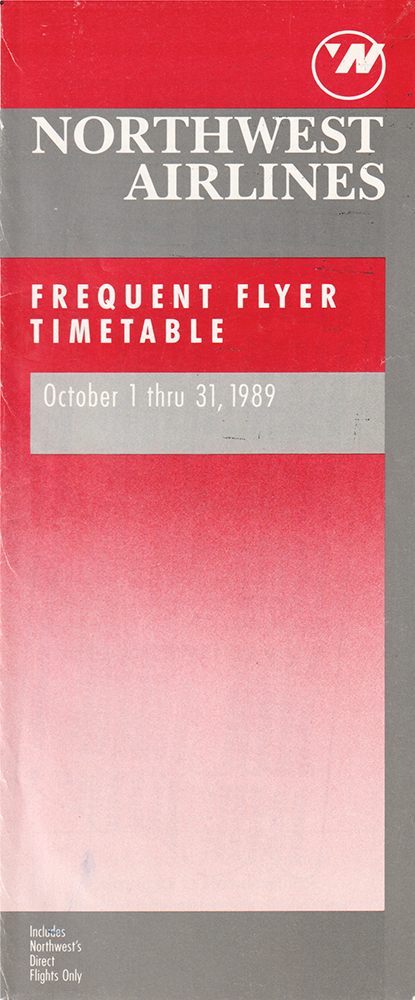 NORTHWEST
AIRLINES
FREQUENT FLYER
TIMETABLE
October 1 thru 31, 1989
Includes
Northwest's
Direct
Flights Only